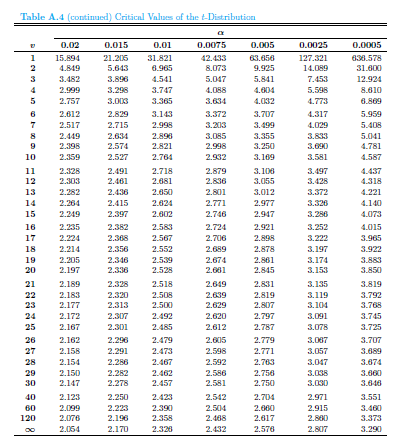 Table A.4 (continued) Critical Values of the t-Distribution
α
v 0.02 0.015 0.01 0.0075 0.005 0.0025 0.0005
1 15.894 21.205 31.821 42.433 63.656 127.321 636.578
2 4.849 5.643 6.965 8.073 9.925 14.089 31.600
3 3.482 3.896 4.541 5.047 5.841 7.453 12.924
4 2.999 3.298 3.747 4.088 4.604 5.598 8.610
5 2.757 3.003 3.365 3.634 4.032 4.773 6.869
6 2.612 2.829 3.143 3.372 3.707 4.317 5.959
7 2.517 2.715 2.998 3.203 3.499 4.029 5.408
8 2.449 2.634 2.896 3.085 3.355 3.833 5.041
9 2.398 2.574 2.821 2.998 3.250 3.690 4.781
10 2.359 2.527 2.764 2.932 3.169 3.581 4.587
11 2.328 2.491 2.718 2.879 3.106 3.497 4.437
12 2.303 2.461 2.681 2.836 3.055 3.428 4.318
13 2.282 2.436 2.650 2.801 3.012 3.372 4.221
14 2.264 2.415 2.624 2.771 2.977 3.326 4.140
15 2.249 2.397 2.602 2.746 2.947 3.286 4.073
16 2.235 2.382 2.583 2.724 2.921 3.252 4.015
17 2.224 2.368 2.567 2.706 2.898 3.222 3.965
18 2.214 2.356 2.552 2.689 2.878 3.197 3.922
19 2.205 2.346 2.539 2.674 2.861 3.174 3.883
20 2.197 2.336 2.528 2.661 2.845 3.153 3.850
21 2.189 2.328 2.518 2.649 2.831 3.135 3.819
22 2.183 2.320 2.508 2.639 2.819 3.119 3.792
23 2.177 2.313 2.500 2.629 2.807 3.104 3.768
24 2.172 2.307 2.492 2.620 2.797 3.091 3.745
25 2.167 2.301 2.485 2.612 2.787 3.078 3.725
26 2.162 2.296 2.479 2.605 2.779 3.067 3.707
27 2.158 2.291 2.473 2.598 2.771 3.057 3.689
28 2.154 2.286 2.467 2.592 2.763 3.047 3.674
29 2.150 2.282 2.462 2.586 2.756 3.038 3.660
30 2.147 2.278 2.457 2.581 2.750 3.030 3.646
40 2.123 2.250 2.423 2.542 2.704 2.971 3.551
60 2.099 2.223 2.390 2.504 2.660 2.915 3.460
120 2.076 2.196 2.358 2.468 2.617 2.860 3.373
∞ 2.054 2.170 2.326 2.432 2.576 2.807 3.290